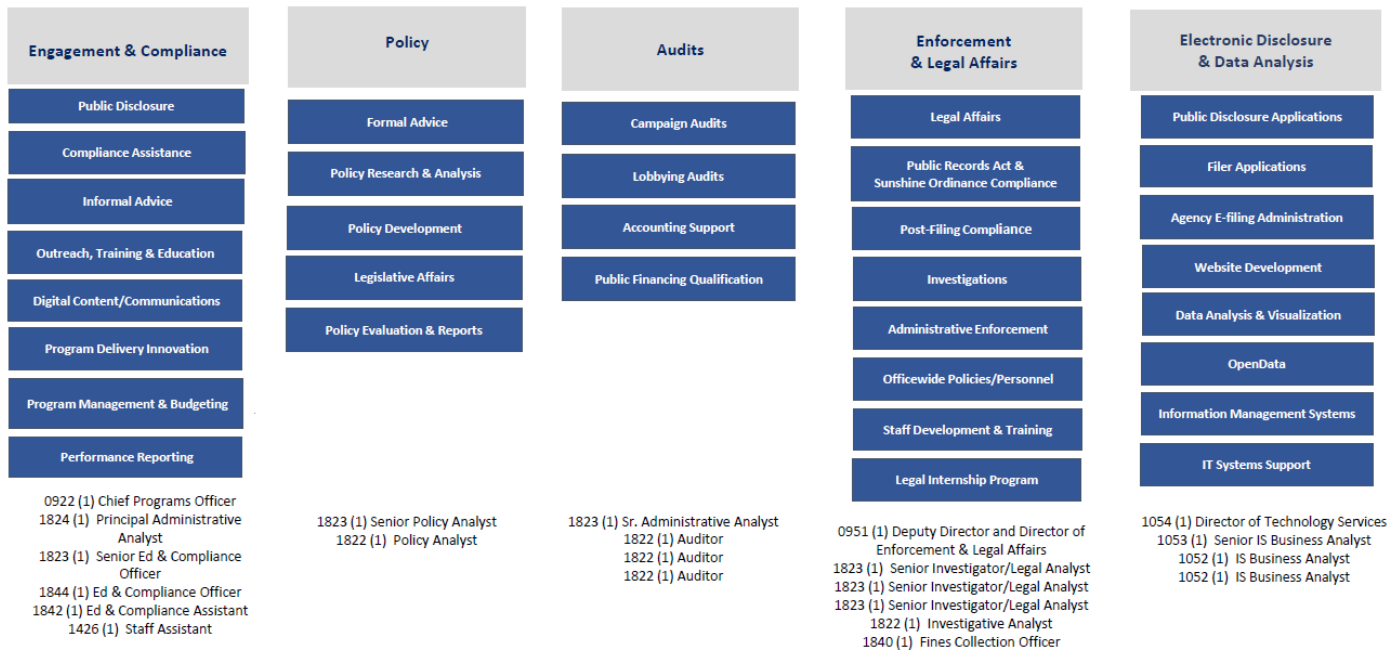 Engagement & Compliance
Public Disclosure
Compliance Assistance
Informal Advice
Outreach, Training & Education
Digital Content/Communications
Program Delivery Innovation
Program Management & Budgeting
Performance Reporting
0922 (1) Chief Programs Officer
1824 (1) Principal Administrative
Analyst
1823 (1) Senior Ed & Compliance
Officer
1844 (1) Ed & Compliance Officer
1842 (1) Ed & Compliance Assistant
1426 (1) Staff Assistant
Policy
Formal Advice
Policy Research & Analysis
Policy Development
Legislative Affairs
Policy Evaluation & Reports
1823 (1) Senior Policy Analyst
1822 (1) Policy Analyst
Audits
Campaign Audits
Lobbying Audits
Accounting Support
Public Financing Qualification
1823 (1) Sr. Administrative Analyst
1822 (1) Auditor
1822 (1) Auditor
1822 (1) Auditor
Enforcement
& Legal Affairs
Legal Affairs
Public Records Act &
Sunshine Ordinance Compliance
Post-Filing Compliance
Investigations
Administrative Enforcement
Officewide Policies/Personnel
Staff Development & Training
Legal Internship Program
0951 (1) Deputy Director and Director of
Enforcement & Legal Affairs
1823 (1) Senior Investigator/Legal Analyst
1823 (1) Senior Investigator/Legal Analyst
1823 (1) Senior Investigator/Legal Analyst
1822 (1) Investigative Analyst
1840 (1) Fines Collection Officer
Electronic Disclosure
& Data Analysis
Public Disclosure Applications
Filer Applications
Agency E-filing Administration
Website Development
Data Analysis & Visualization
OpenData
Information Management Systems
IT Systems Support
1054 (1) Director of Technology Services
1053 (1) Senior IS Business Analyst
1052 (1) IS Business Analyst
1052 (1) IS Business Analyst